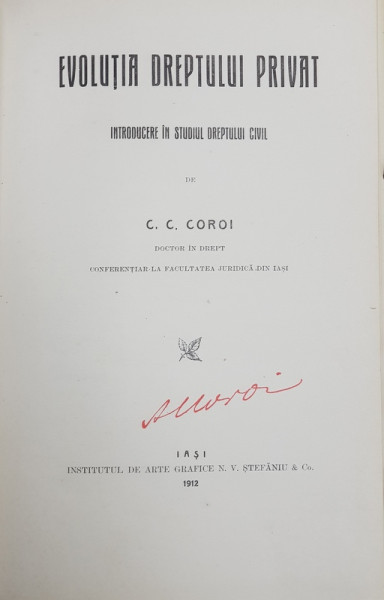 EVOLUȚIA DREPTULUI PRIVAT
INTRODUCERE ÎN STUDIUL DREPTULUI CIVIL
DE
C. C. COROI
DOCTOR ÎN DREPT
CONFERENȚIAR LA FACULTATEA JURIDICĂ DIN IAȘI
IAȘI
INSTITUTUL DE ARTE GRAFICE N. V. ȘTEFĂNIU & Co.
1912